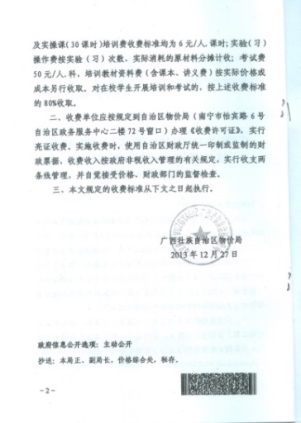 及实操课(30课时)培训费收费标准均为6元/人.课时;实验(习)
操作费按实验(习)次数、实际消耗的原材料分摊计收;考试费
50元/人.科,培训教材资料费(含课本、讲义费)按实际价格或
成本另行收取。对在校学生开展培训和考试的,按上述收费标准
的80%收取。
二、收费单位应按规定到自治区物价局(南宁市怡宾路6号
自治区政务服务中心二楼72号窗口)办理《收费许可证》,实行
亮证收费。实施收费时,使用自治区财政厅统一印制或监制的财
政票据,收费收入按政府非税收入管理的有关规定,实行收支两
条线管理,并自觉接受价格、财政部门的监督检查。
三、本文规定的收费标准从下文之日起执行。
广西壮族自治区物价局
2013年12月27日
政府信息公开选项:主动公开
抄送:本局正、副局长,价格综合处,秘存。
-2-